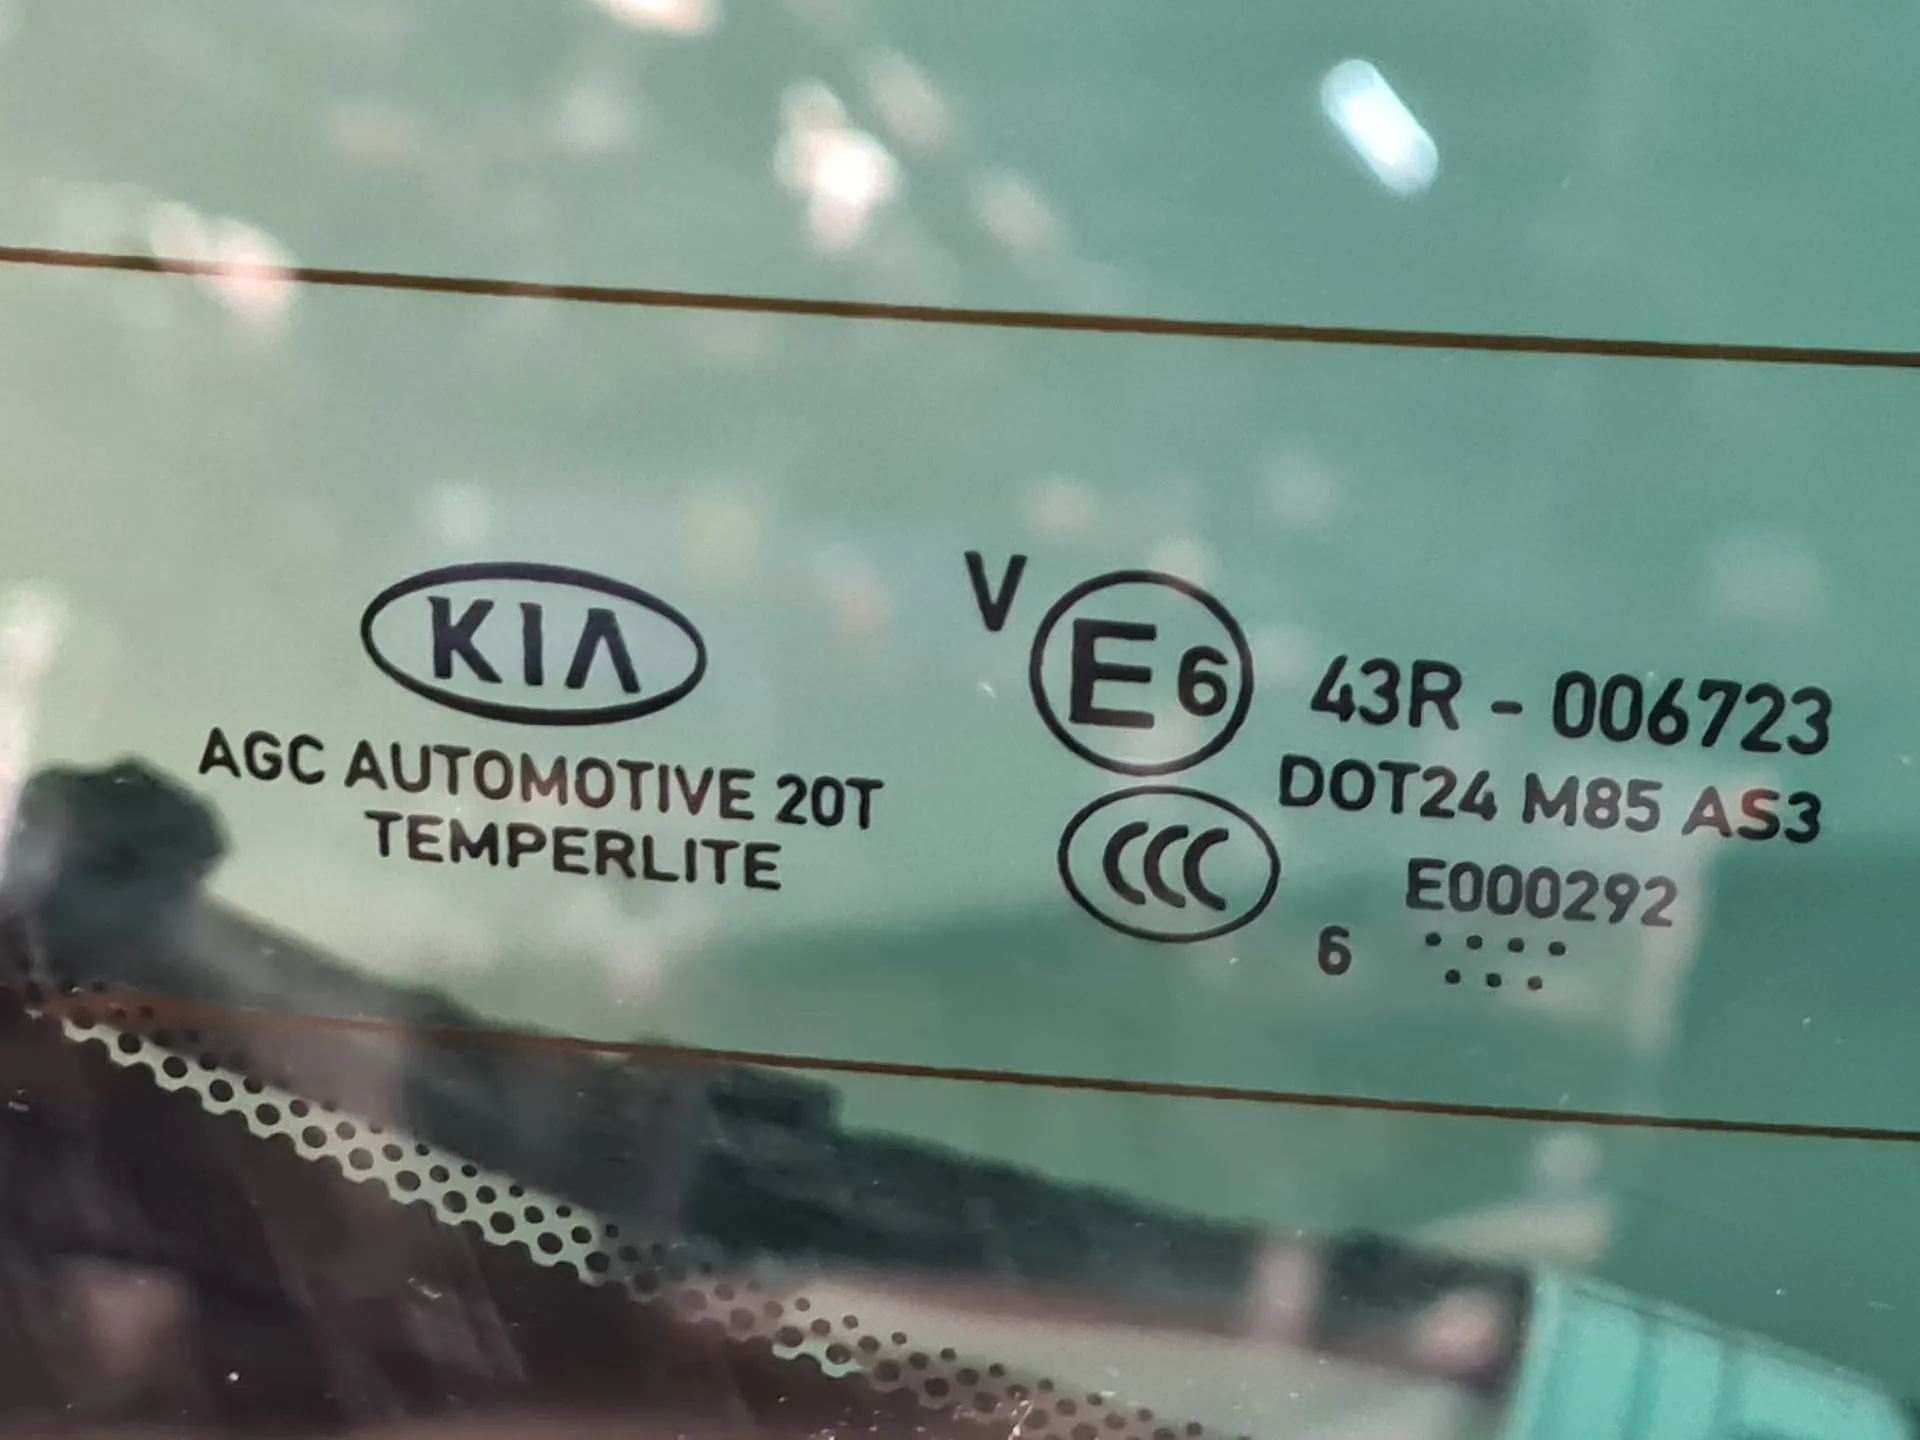 KIA
AGC AUTOMOTIVE 20T
TEMPERLITE
V
E6
43R - 006723
DOT24 M85 AS3
CCC
E000292
6